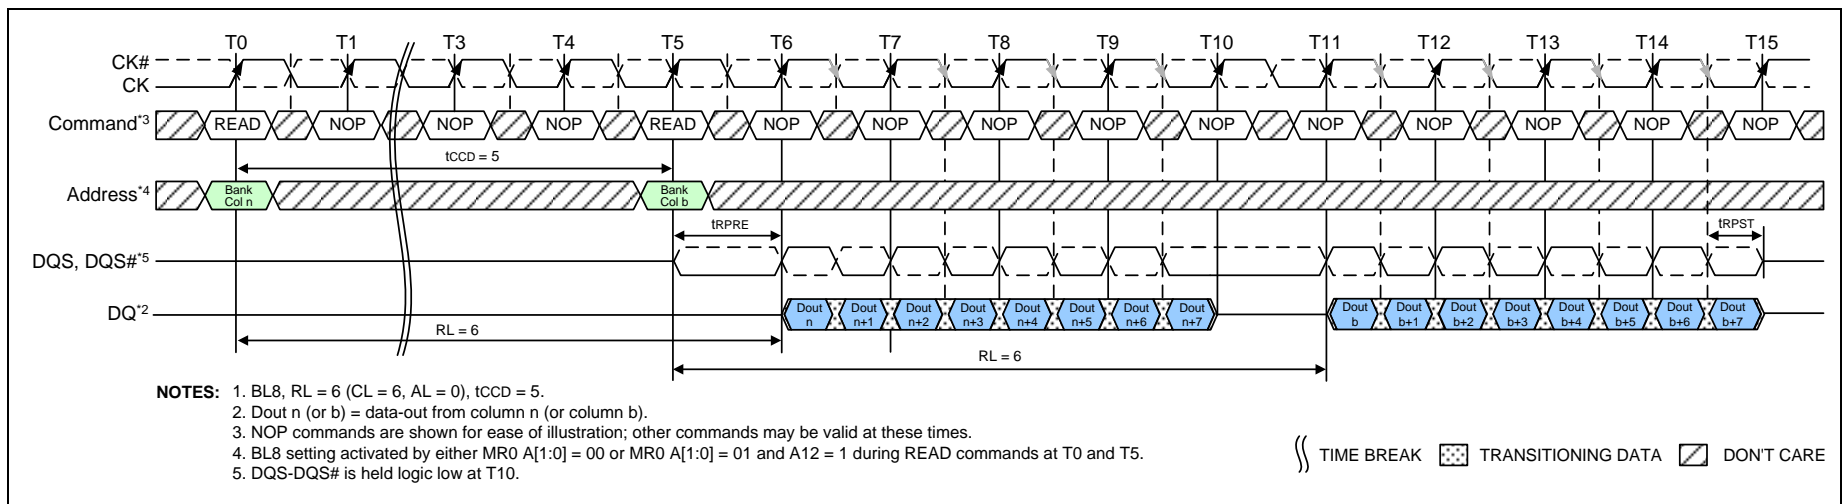 T0 T1 T3 T4 T5 T6 T7 T8 T9 T10 T11 T12 T13 T14 T15
CK#
CK
Command*3 READ NOP NOP NOP READ NOP NOP NOP NOP NOP NOP NOP NOP NOP NOP
tCCD = 5
Address*4 Bank Col n Bank Col b
tRPRE tRPST
DQS, DQS#*5
DQ*2 Dout n Dout n+1 Dout n+2 Dout n+3 Dout n+4 Dout n+5 Dout n+6 Dout n+7 Dout b Dout b+1 Dout b+2 Dout b+3 Dout b+4 Dout b+5 Dout b+6 Dout b+7
RL = 6
RL = 6
NOTES: 1. BL8, RL = 6 (CL = 6, AL = 0), tCCD = 5.
2. Dout n (or b) = data-out from column n (or column b).
3. NOP commands are shown for ease of illustration; other commands may be valid at these times.
4. BL8 setting activated by either MR0 A[1:0] = 00 or MR0 A[1:0] = 01 and A12 = 1 during READ commands at T0 and T5.
5. DQS-DQS# is held logic low at T10.
TIME BREAK TRANSITIONING DATA DON'T CARE